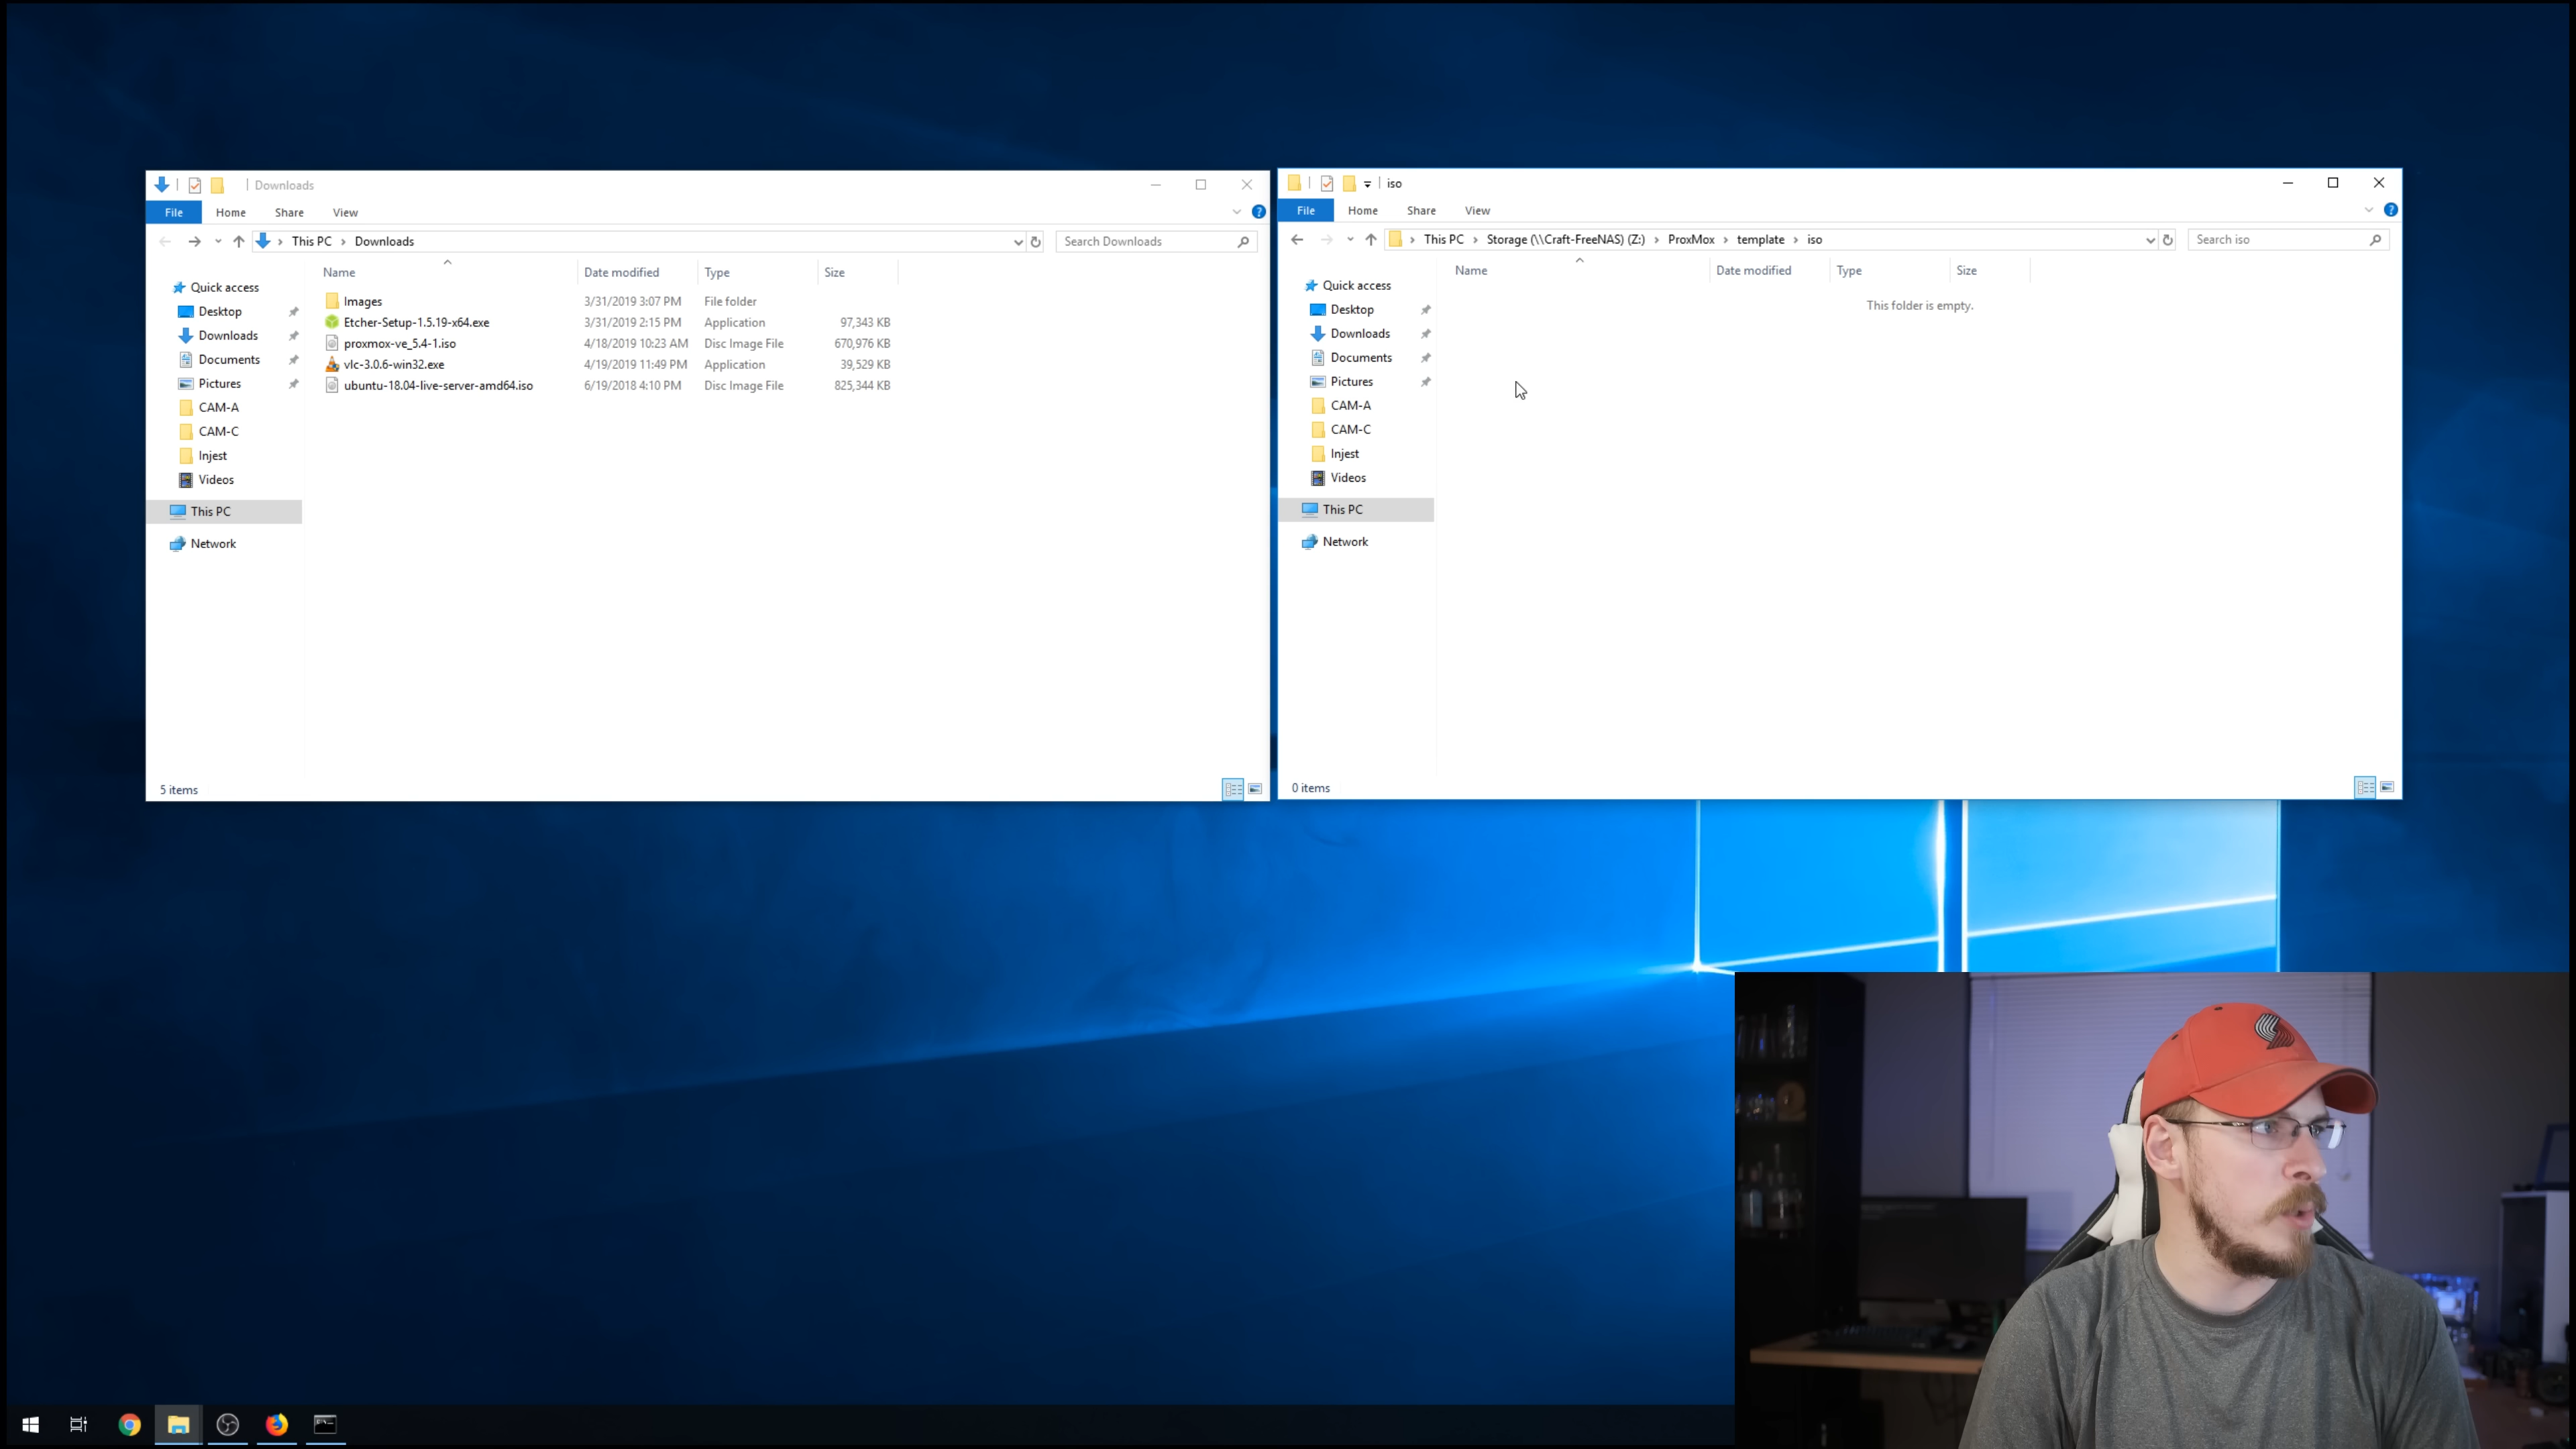 Downloads
File Home Share View
This PC > Downloads
Search Downloads
Name Date modified Type Size
Quick access
Desktop
Downloads
Documents
Pictures
CAM-A
CAM-C
Injest
Videos
This PC
Network
Images 3/31/2019 3:07 PM File folder
Etcher-Setup-1.5.19-x64.exe 3/31/2019 2:15 PM Application 97,343 KB
proxmox-ve_5.4-1.iso 4/18/2019 10:23 AM Disc Image File 670,976 KB
vlc-3.0.6-win32.exe 4/19/2019 11:49 PM Application 39,529 KB
ubuntu-18.04-live-server-amd64.iso 6/19/2018 4:10 PM Disc Image File 825,344 KB
5 items
iso
File Home Share View
This PC > Storage (\\Craft-FreeNAS) (Z:) > ProxMox > template > iso
Search iso
Name Date modified Type Size
This folder is empty.
Quick access
Desktop
Downloads
Documents
Pictures
CAM-A
CAM-C
Injest
Videos
This PC
Network
0 items